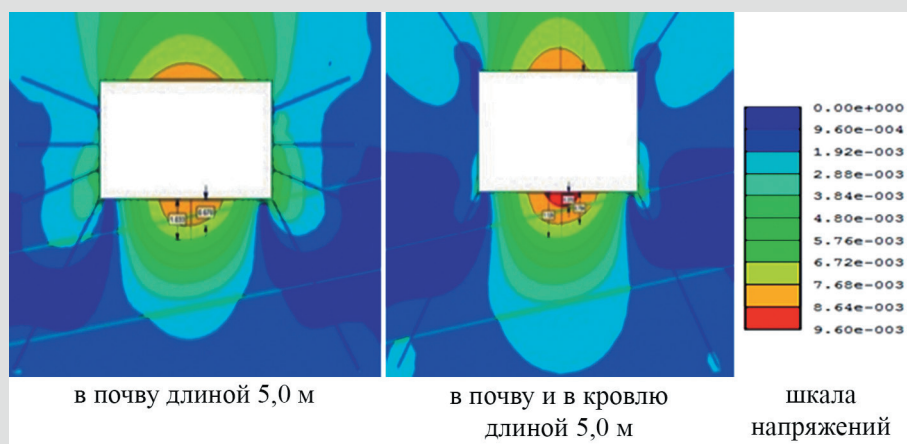 0.00e+000
9.60e-004
1.92e-003
2.88e-003
3.84e-003
4.80e-003
5.76e-003
6.72e-003
7.68e-003
8.64e-003
9.60e-003
в почву длиной 5,0 м
в почву и в кровлю
длиной 5,0 м
шкала
напряжений